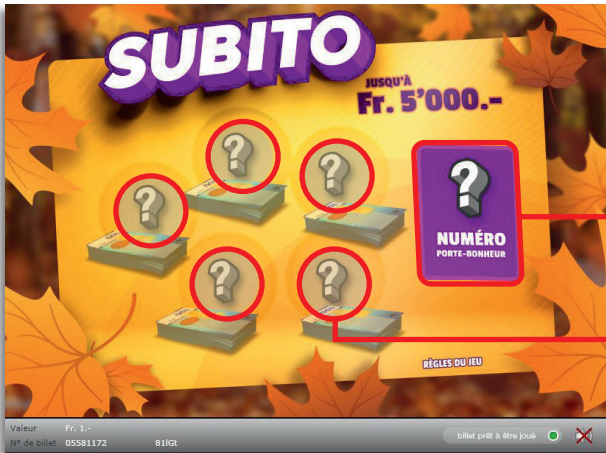 SUBITO
JUSQU'À
Fr. 5'000.-
NUMÉRO
PORTE-BONHEUR
RÈGLES DU JEU
Valeur Fr. 1.-
N° de billet 05581172 81lGt
billet prêt à être joué